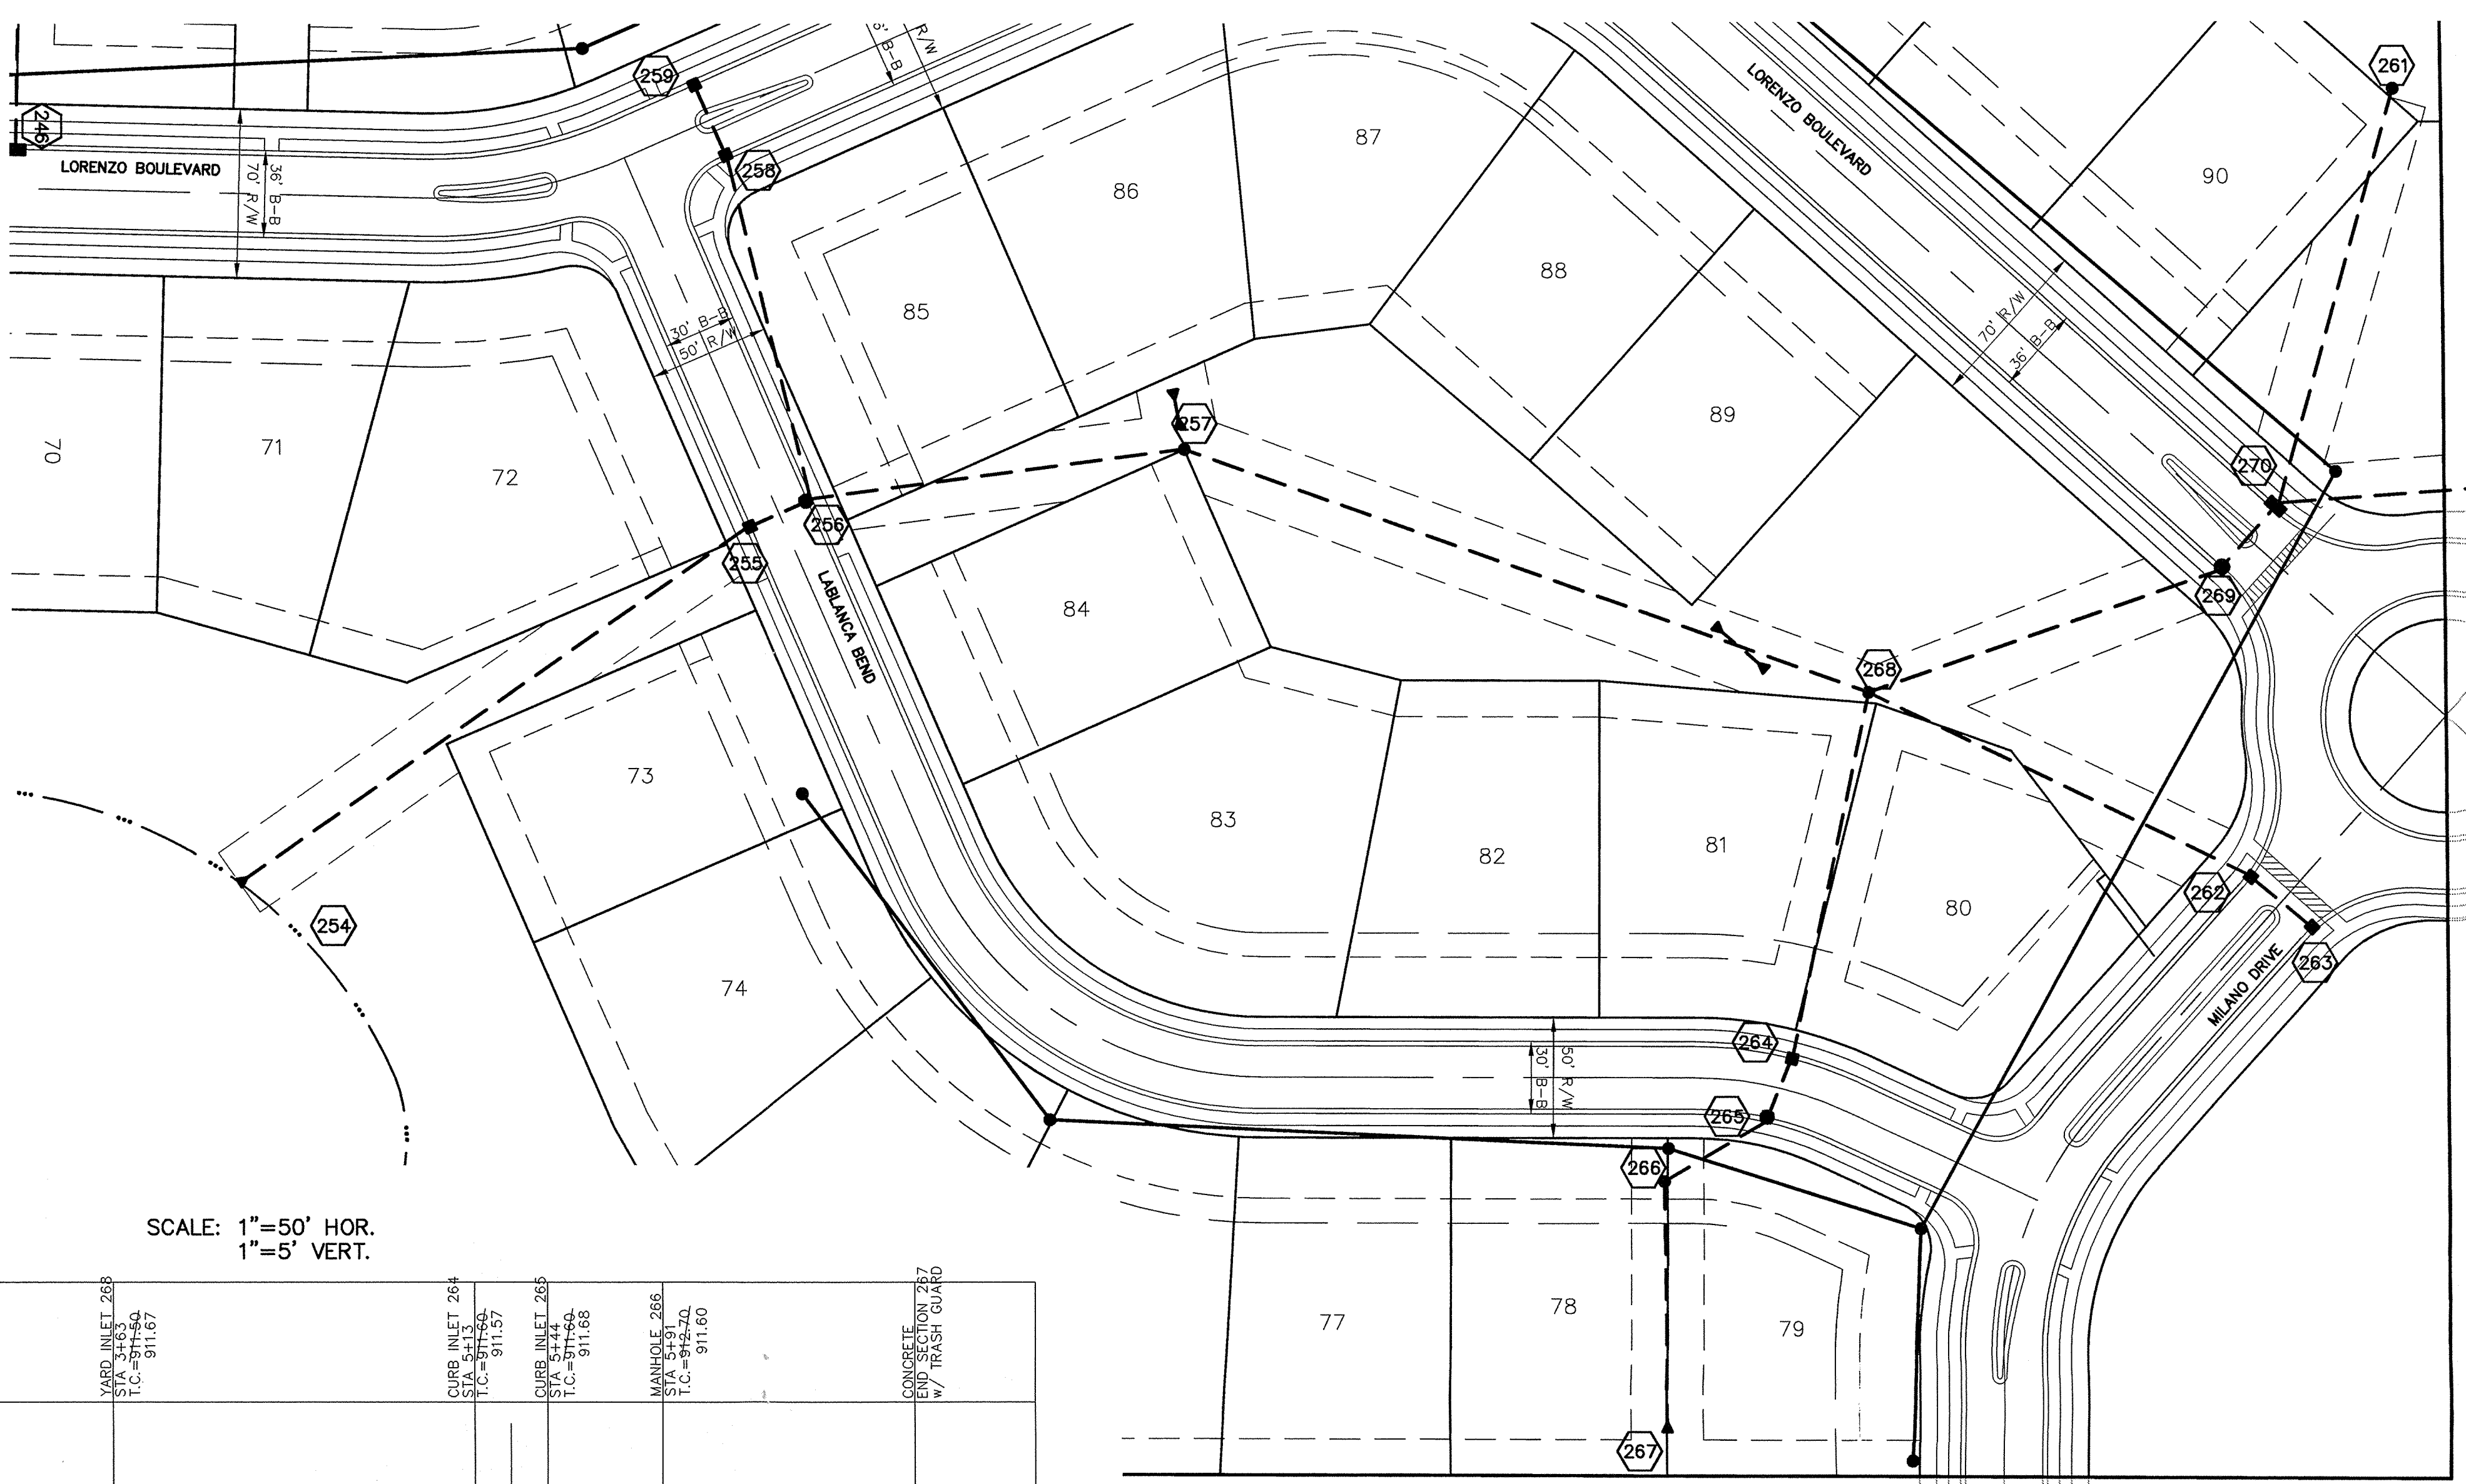 261
259
246
LORENZO BOULEVARD
36' B-B
70' R/W
258
6' B-B
R/W
LORENZO BOULEVARD
87
86
90
85
88
70' R/W
36' B-B
30' B-B
50' R/W
89
257
70
71
72
270
256
255
269
LABLANCA BEND
84
268
73
83
82
81
80
262
263
MILANO DRIVE
254
74
264
50' R/W
30' B-B
265
266
77
78
79
267
SCALE: 1"=50' HOR.
1"=5' VERT.
YARD INLET 268
STA 3+63
T.C.=911.50
911.67
CURB INLET 264
STA 5+13
T.C.=911.60
911.57
CURB INLET 265
STA 5+44
T.C.=911.60
911.68
MANHOLE 266
STA 5+91
T.C.=912.70
911.60
CONCRETE
END SECTION 267
w/ TRASH GUARD